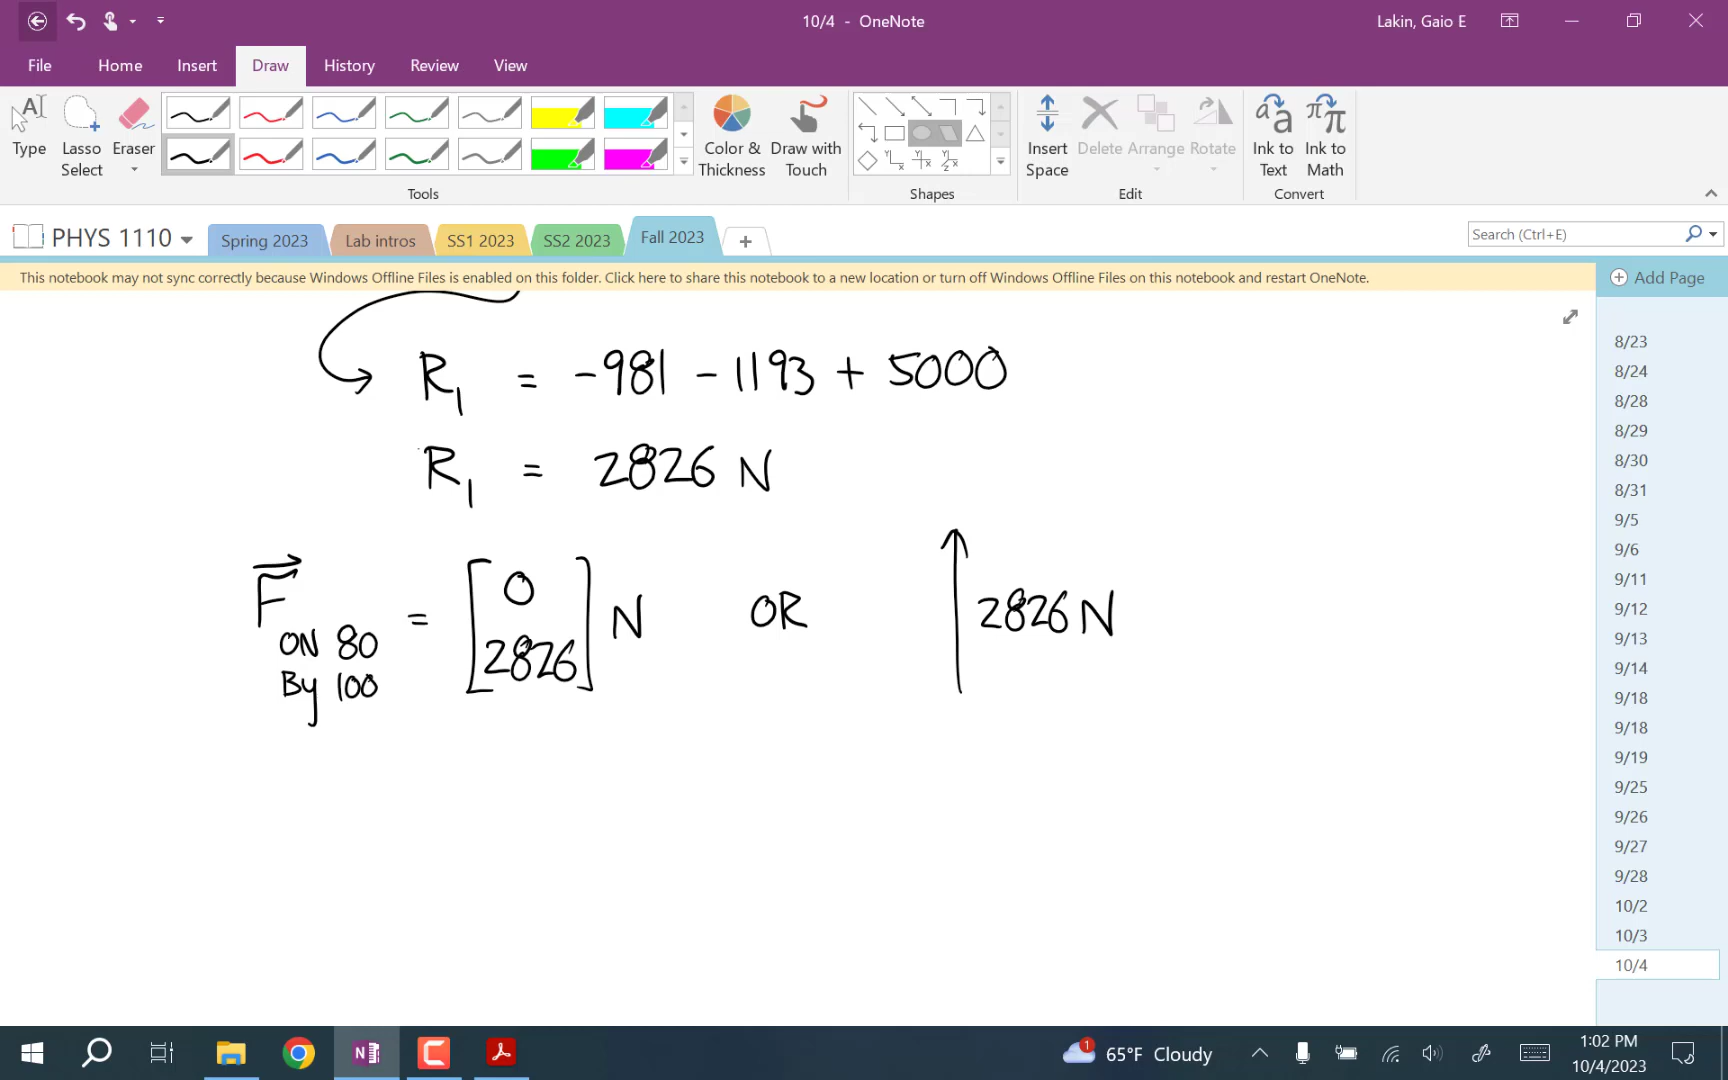 10/4 - OneNote
Lakin, Gaio E
File Home Insert Draw History Review View
Type
Lasso Select
Eraser
Color & Thickness
Draw with Touch
Insert Space
Delete Arrange Rotate
Ink to Text
Ink to Math
Tools Shapes Edit Convert
PHYS 1110 Spring 2023 Lab intros SS1 2023 SS2 2023 Fall 2023
Search (Ctrl+E)
This notebook may not sync correctly because Windows Offline Files is enabled on this folder. Click here to share this notebook to a new location or turn off Windows Offline Files on this notebook and restart OneNote.
Add Page
R₁ = -981 - 1193 + 5000
R₁ = 2826 N
F ON 80 By 100 = [0 2826] N OR ↑ 2826 N
8/23
8/24
8/28
8/29
8/30
8/31
9/5
9/6
9/11
9/12
9/13
9/14
9/18
9/18
9/19
9/25
9/26
9/27
9/28
10/2
10/3
10/4
1
65°F Cloudy
1:02 PM
10/4/2023